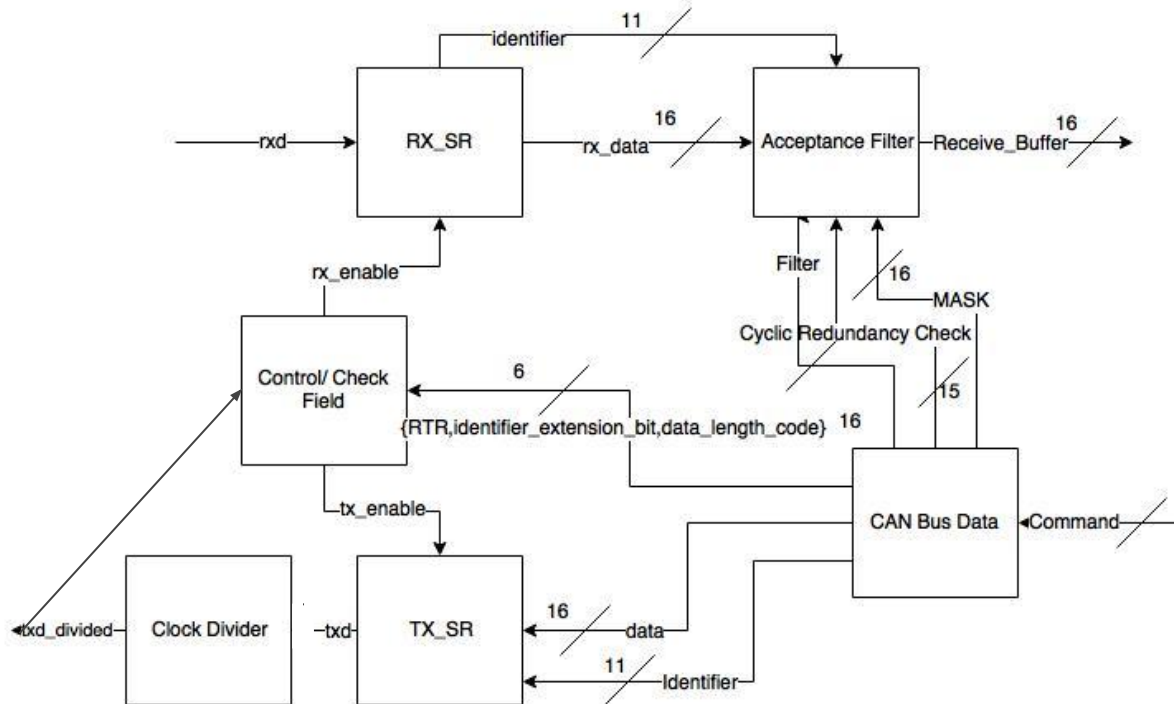 11
identifier
16
16
rxd
RX_SR
rx_data
Acceptance Filter
Receive_Buffer
Filter
16
rx_enable
MASK
Cyclic Redundancy Check
6
Control/ Check
Field
15
{RTR,identifier_extension_bit,data_length_code}
16
tx_enable
CAN Bus Data
Command
16
txd_divided
Clock Divider
txd
TX_SR
data
11
Identifier